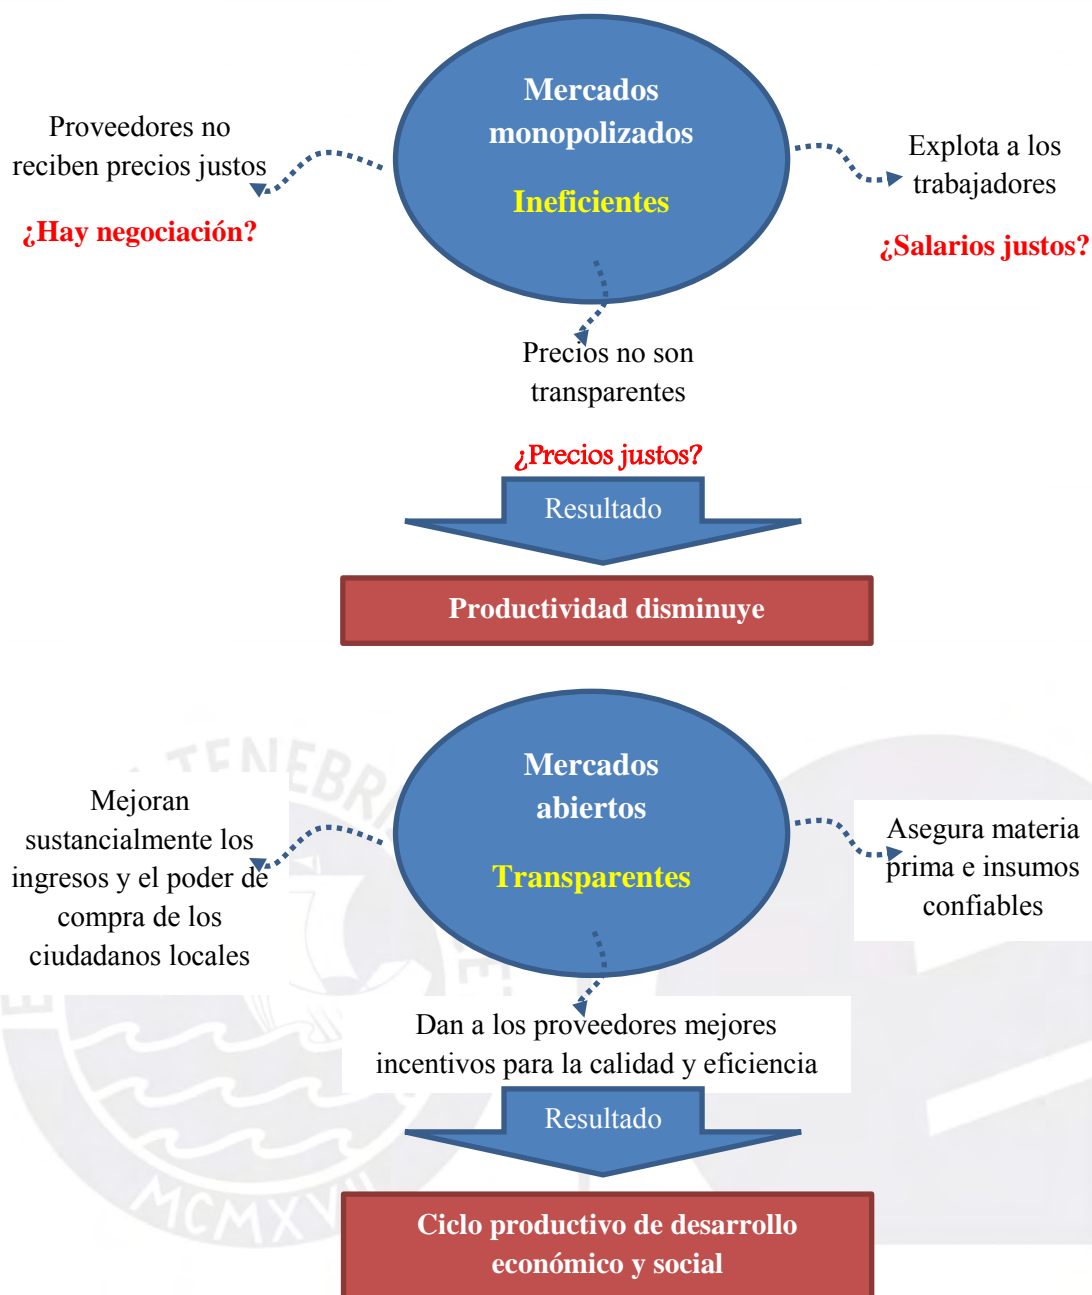 Mercados
monopolizados
Ineficientes
Proveedores no
reciben precios justos
¿Hay negociación?
Explota a los
trabajadores
¿Salarios justos?
Precios no son
transparentes
¿Precios justos?
Resultado
Productividad disminuye
Mercados
abiertos
Transparentes
Mejoran
sustancialmente los
ingresos y el poder de
compra de los
ciudadanos locales
Asegura materia
prima e insumos
confiables
Dan a los proveedores mejores
incentivos para la calidad y eficiencia
Resultado
Ciclo productivo de desarrollo
económico y social
TENEBR
MCMXVII